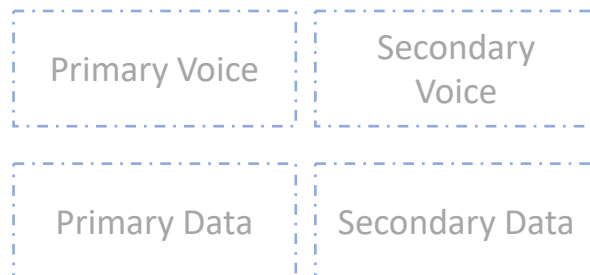 Primary Voice
Secondary
Voice
Primary Data
Secondary Data